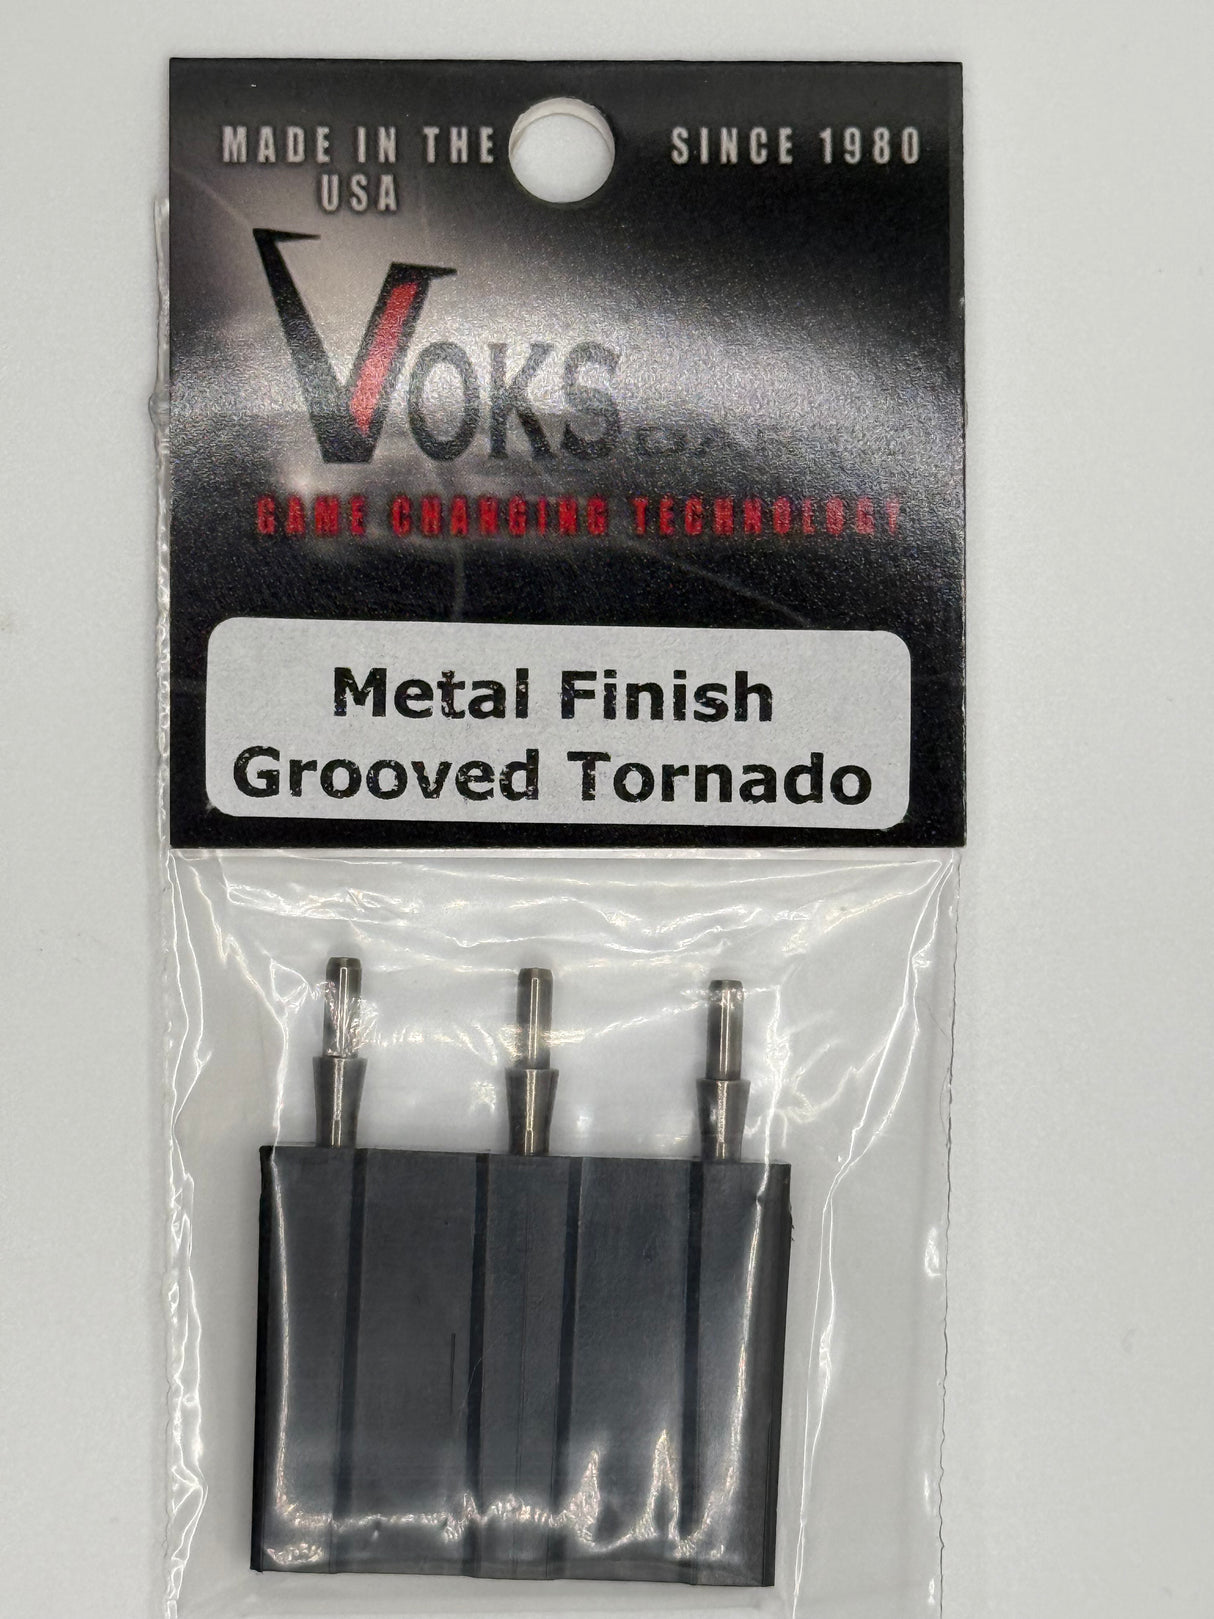 MADE IN THE
USA
SINCE 1980
VOKS
GAME CHANGING TECHNOLOGY
Metal Finish
Grooved Tornado